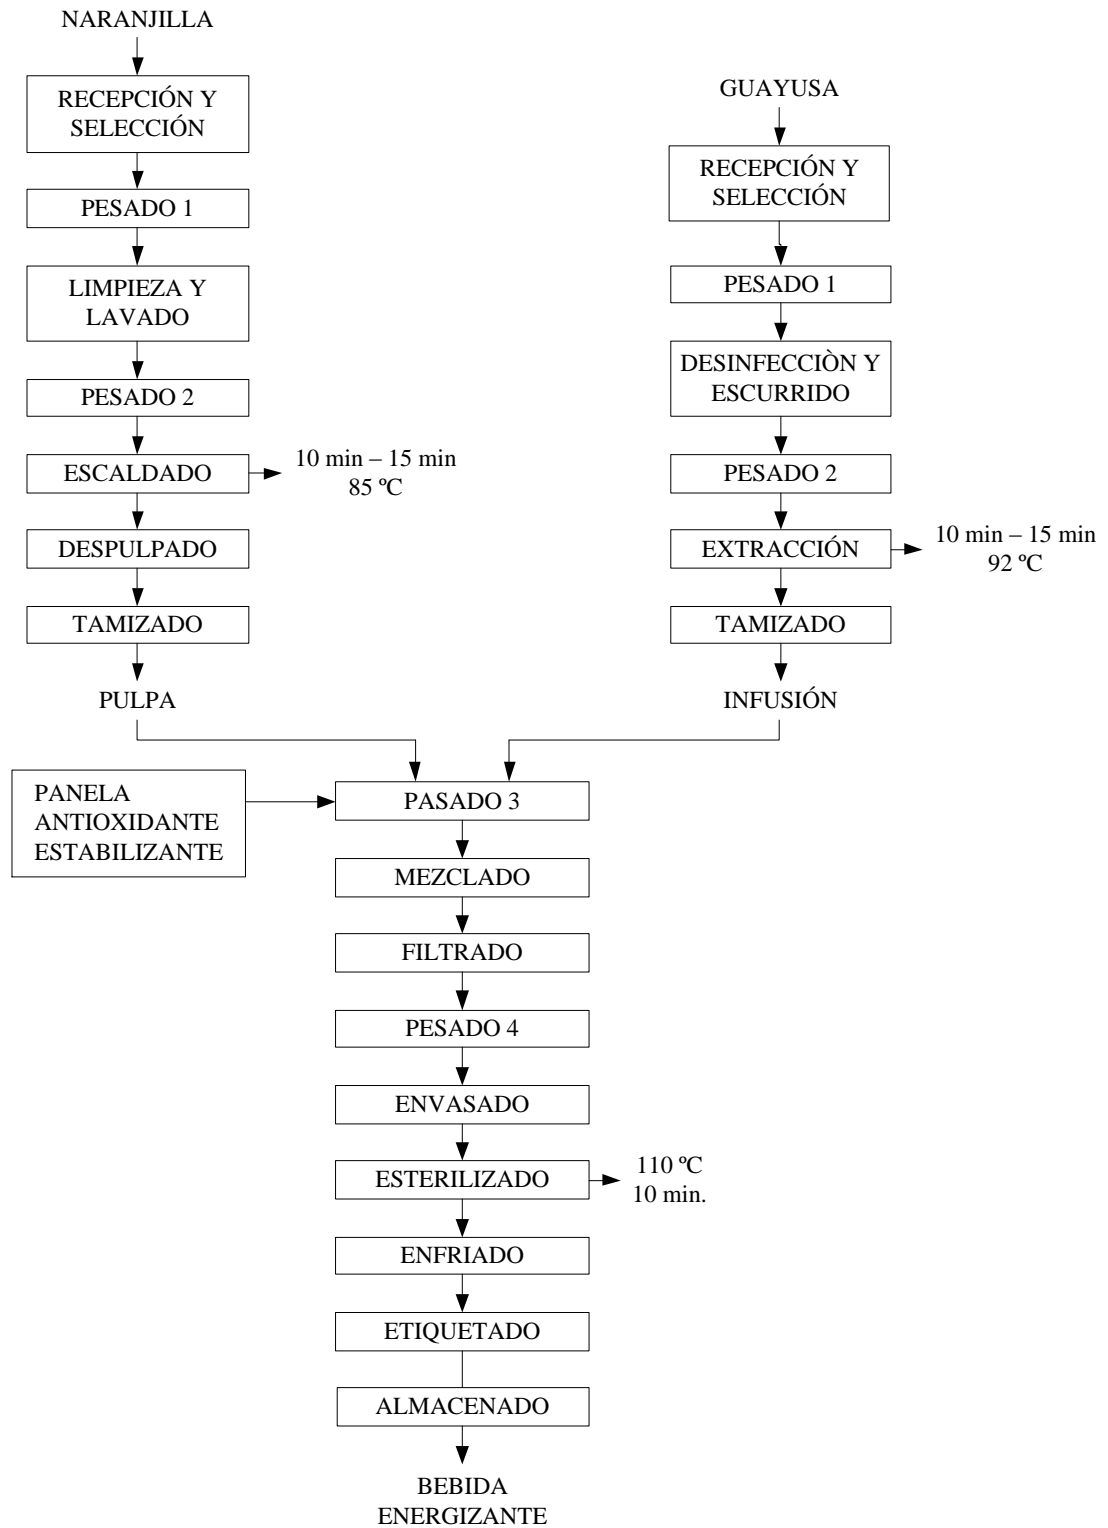 NARANJILLA
RECEPCIÓN Y
SELECCIÓN
PESADO 1
LIMPIEZA Y
LAVADO
PESADO 2
ESCALDADO
10 min – 15 min
85 ºC
DESPULPADO
TAMIZADO
PULPA
GUAYUSA
RECEPCIÓN Y
SELECCIÓN
PESADO 1
DESINFECCIÒN Y
ESCURRIDO
PESADO 2
EXTRACCIÓN
10 min – 15 min
92 ºC
TAMIZADO
INFUSIÓN
PANELA
ANTIOXIDANTE
ESTABILIZANTE
PASADO 3
MEZCLADO
FILTRADO
PESADO 4
ENVASADO
ESTERILIZADO
110 ºC
10 min.
ENFRIADO
ETIQUETADO
ALMACENADO
BEBIDA
ENERGIZANTE